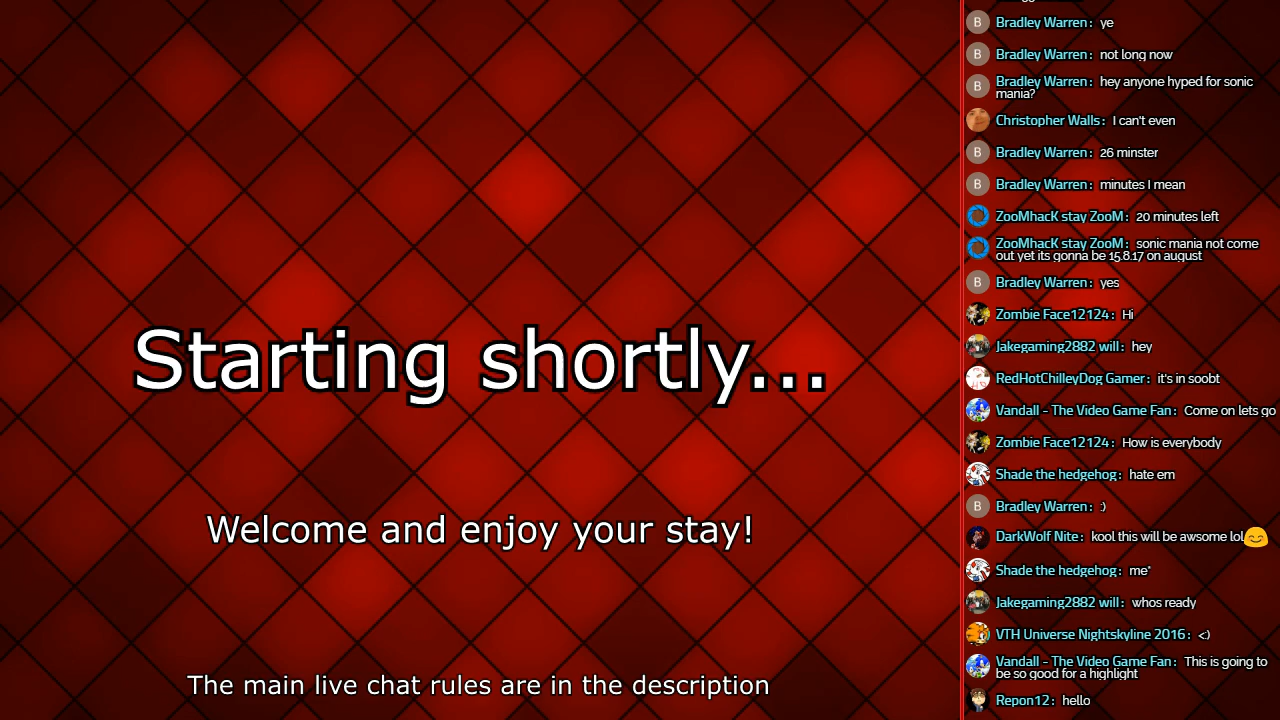 Starting shortly...
Welcome and enjoy your stay!
The main live chat rules are in the description
B Bradley Warren: ye
B Bradley Warren: not long now
B Bradley Warren: hey anyone hyped for sonic
mania?
Christopher Walls: I can't even
B Bradley Warren: 26 minster
B Bradley Warren: minutes I mean
ZooMhacK stay ZooM: 20 minutes left
ZooMhacK stay ZooM: sonic mania not come
out yet its gonna be 15.8.17 on august
B Bradley Warren: yes
Zombie Face12124: Hi
Jakegaming2882 will: hey
RedHotChilleyDog Gamer: it's in soobt
Vandall - The Video Game Fan: Come on lets go
Zombie Face12124: How is everybody
Shade the hedgehog: hate em
B Bradley Warren: :)
DarkWolf Nite: kool this will be awsome lol😊
Shade the hedgehog: me*
Jakegaming2882 will: whos ready
VTH Universe Nightskyline 2016: <:)
Vandall - The Video Game Fan: This is going to
be so good for a highlight
Repon12: hello